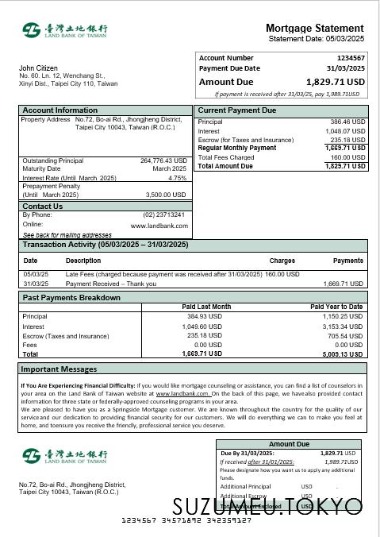 臺灣土地銀行
LAND BANK OF TAIWAN
Mortgage Statement
Statement Date: 05/03/2025
John Citizen
No. 60, Ln. 12, Wenchang St.,
Xinyi Dist., Taipei City 110, Taiwan
Account Number 1234567
Payment Due Date 31/03/2025
Amount Due 1,829.71 USD
If payment is received after 31/03/25, pay 1,989.71USD
Account Information
Property Address No.72, Bo-ai Rd., Jhongjheng District,
Taipei City 10043, Taiwan (R.O.C.)
Outstanding Principal 264,776.43 USD
Maturity Date March 2025
Interest Rate (Until March 2025) 4.75%
Prepayment Penalty
(Until March 2025) 3,500.00 USD
Contact Us
By Phone: (02) 23713241
Online: www.landbank.com
See back for mailing addresses
Current Payment Due
Principal 386.46 USD
Interest 1,048.07 USD
Escrow (for Taxes and Insurance) 235.18 USD
Regular Monthly Payment 1,669.71 USD
Total Fees Charged 160.00 USD
Total Amount Due 1,829.71 USD
Transaction Activity (05/03/2025 – 31/03/2025)
Date Description Charges Payments
05/03/25 Late Fees (charged because payment was received after 31/03/2025) 160.00 USD
31/03/25 Payment Received – Thank you 1,669.71 USD
Past Payments Breakdown
Paid Last Month Paid Year to Date
Principal 384.93 USD 1,150.25 USD
Interest 1,049.60 USD 3,153.34 USD
Escrow (Taxes and Insurance) 235.18 USD 705.54 USD
Fees 0.00 USD 0.00 USD
Total 1,669.71 USD 5,009.13 USD
Important Messages
If You Are Experiencing Financial Difficulty: If you would like mortgage counseling or assistance, you can find a list of counselors in
your area on the Land Bank of Taiwan website at www.landbank.com On the back of this page, we havealso provided contact
information for three state or federally-approved counseling programs in your area.
We are pleased to have you as a Springside Mortgage customer. We are known throughout the country for the quality of our
serviceand our dedication to providing financial security for our customers. We will do everything we can to make you feel at
home, and toensure you receive the friendly, professional service you deserve.
臺灣土地銀行
LAND BANK OF TAIWAN
No.72, Bo-ai Rd., Jhongjheng District,
Taipei City 10043, Taiwan, (R.O.C.)
Amount Due
Due By 31/03/2025: 1,829.71 USD
If received after 31/03/2025: 1,989.71USD
Please designate how you want us to apply any additional
funds.
Additional Principal USD
Additional Escrow USD
Total Amount Enclosed USD
SUZUMEU.TOKYO
1234567 34571892 342359127